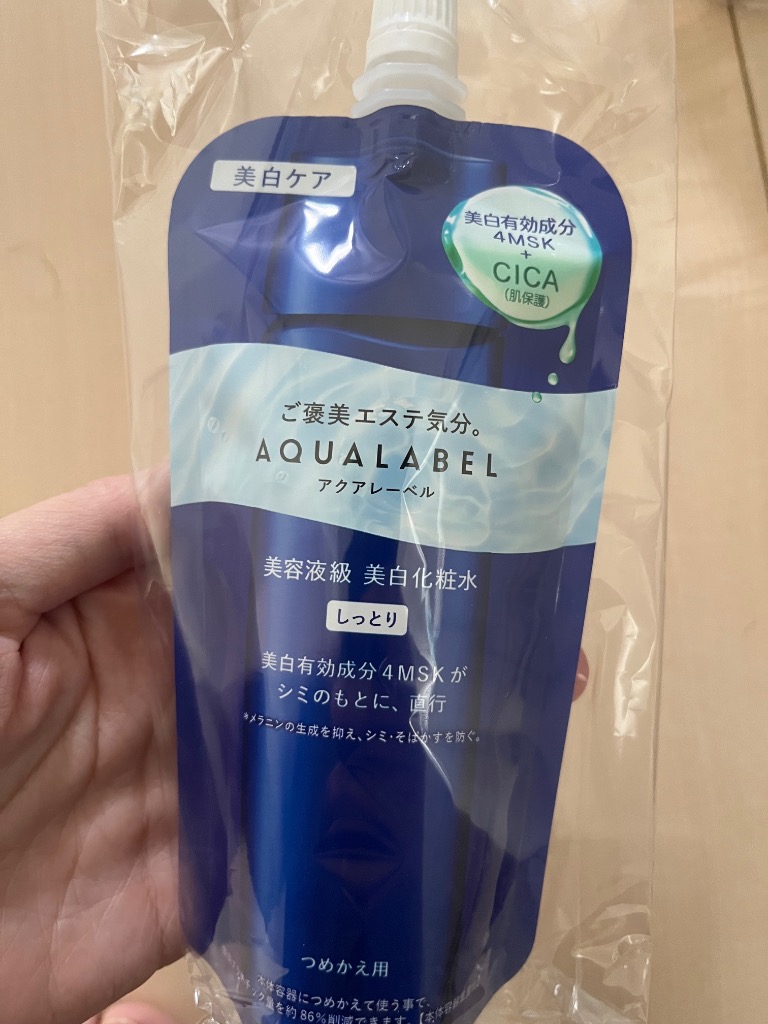 美白ケア
美白有効成分
4MSK
+
CICA
(肌保護)
ご褒美エステ気分。
AQUALABEL
アクアレーベル
美容液級 美白化粧水
しっとり
美白有効成分4MSKが
シミのもとに、直行
*メラニンの生成を抑え、シミ・そばかすを防ぐ。
つめかえ用
本体容器につめかえて使う事で、
量を約86%削減できます。